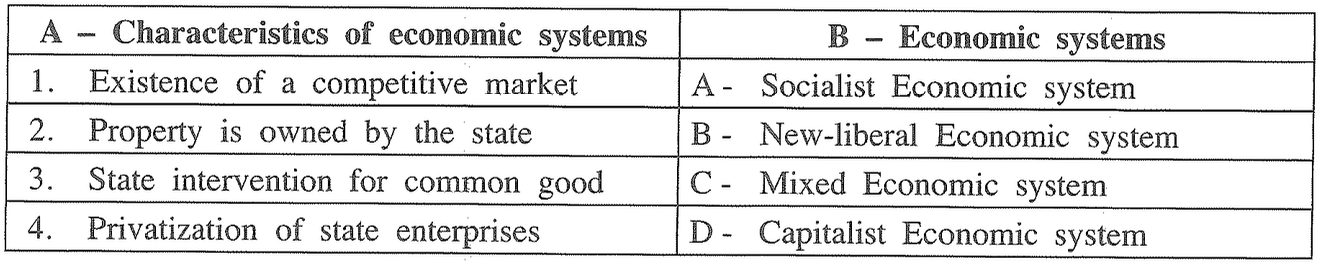 A – Characteristics of economic systems B – Economic systems
1. Existence of a competitive market A - Socialist Economic system
2. Property is owned by the state B - New-liberal Economic system
3. State intervention for common good C - Mixed Economic system
4. Privatization of state enterprises D - Capitalist Economic system